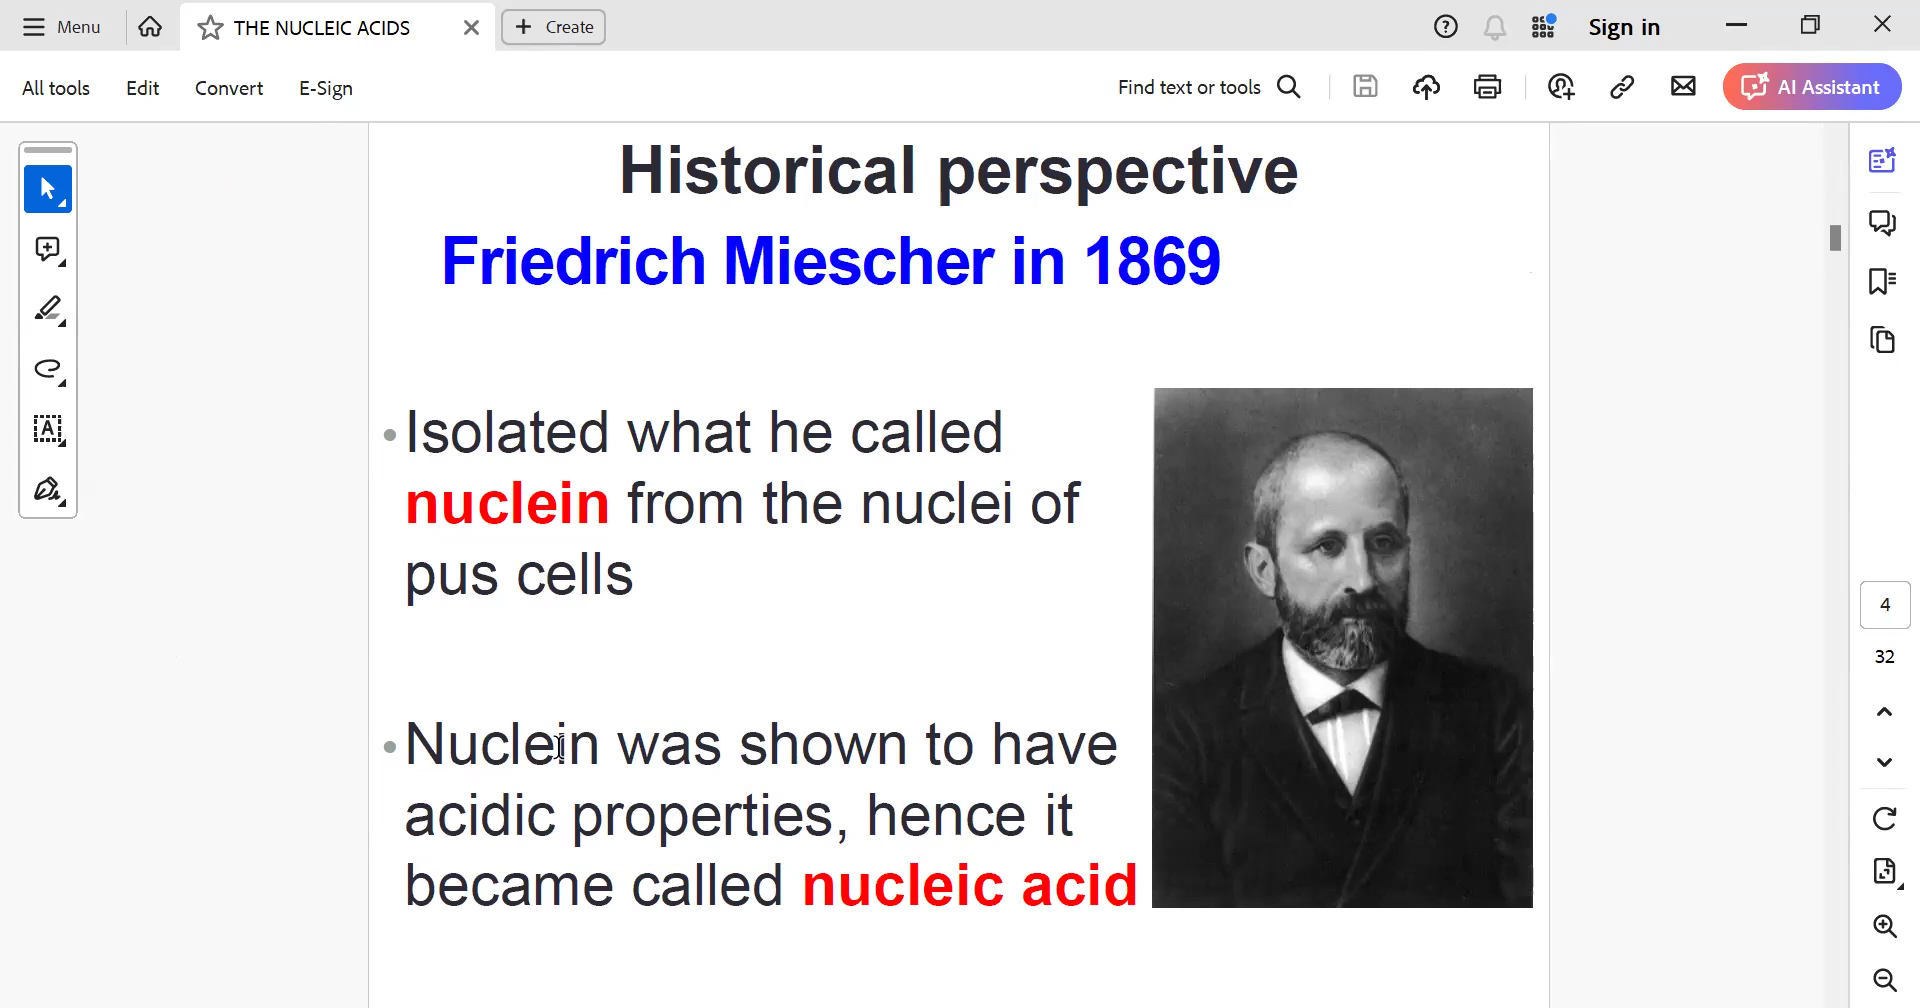 Menu
THE NUCLEIC ACIDS
Create
Sign in
All tools
Edit
Convert
E-Sign
Find text or tools
AI Assistant
Historical perspective
Friedrich Miescher in 1869
Isolated what he called
nuclein from the nuclei of
pus cells
Nuclein was shown to have
acidic properties, hence it
became called nucleic acid
4
32